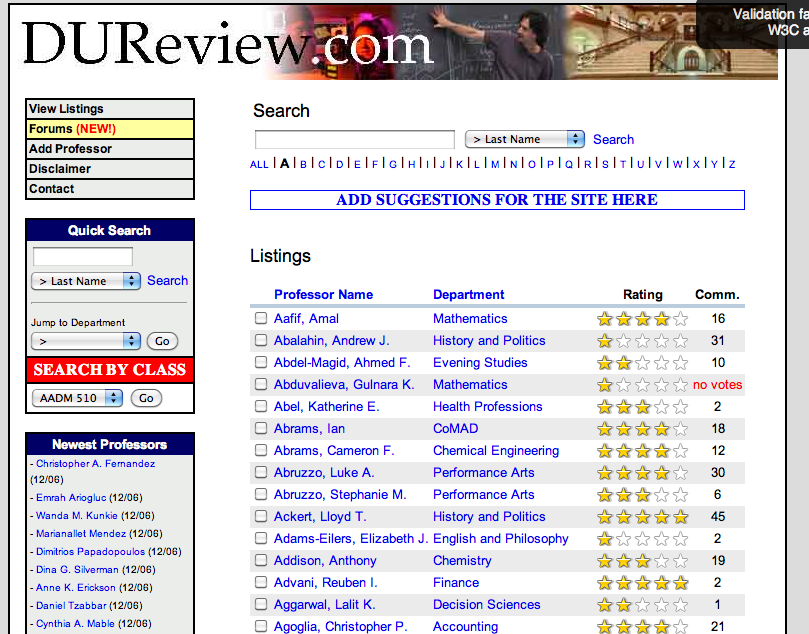 DUReview.com
Validation fa
W3C a
View Listings
Forums (NEW!)
Add Professor
Disclaimer
Contact
Quick Search
> Last Name Search
Jump to Department
> Go
SEARCH BY CLASS
AADM 510 Go
Newest Professors
- Christopher A. Fernandez
(12/06)
- Emrah Arioglu (12/06)
- Wanda M. Kunkle (12/06)
- Marianallet Mendez (12/06)
- Dimitrios Papadopoulos (12/06)
- Dina G. Silverman (12/06)
- Anne K. Erickson (12/06)
- Daniel Tzabbar (12/06)
- Cynthia A. Mable (12/06)
Search
> Last Name Search
ALL | A | B | C | D | E | F | G | H | I | J | K | L | M | N | O | P | Q | R | S | T | U | V | W | X | Y | Z
ADD SUGGESTIONS FOR THE SITE HERE
Listings
Professor Name Department Rating Comm.
Aafif, Amal Mathematics 16
Abalahin, Andrew J. History and Politics 31
Abdel-Magid, Ahmed F. Evening Studies 10
Abduvalieva, Gulnara K. Mathematics no votes
Abel, Katherine E. Health Professions 2
Abrams, Ian CoMAD 18
Abrams, Cameron F. Chemical Engineering 12
Abruzzo, Luke A. Performance Arts 30
Abruzzo, Stephanie M. Performance Arts 6
Ackert, Lloyd T. History and Politics 45
Adams-Eilers, Elizabeth J. English and Philosophy 2
Addison, Anthony Chemistry 19
Advani, Reuben I. Finance 2
Aggarwal, Lalit K. Decision Sciences 1
Agoglia, Christopher P. Accounting 21